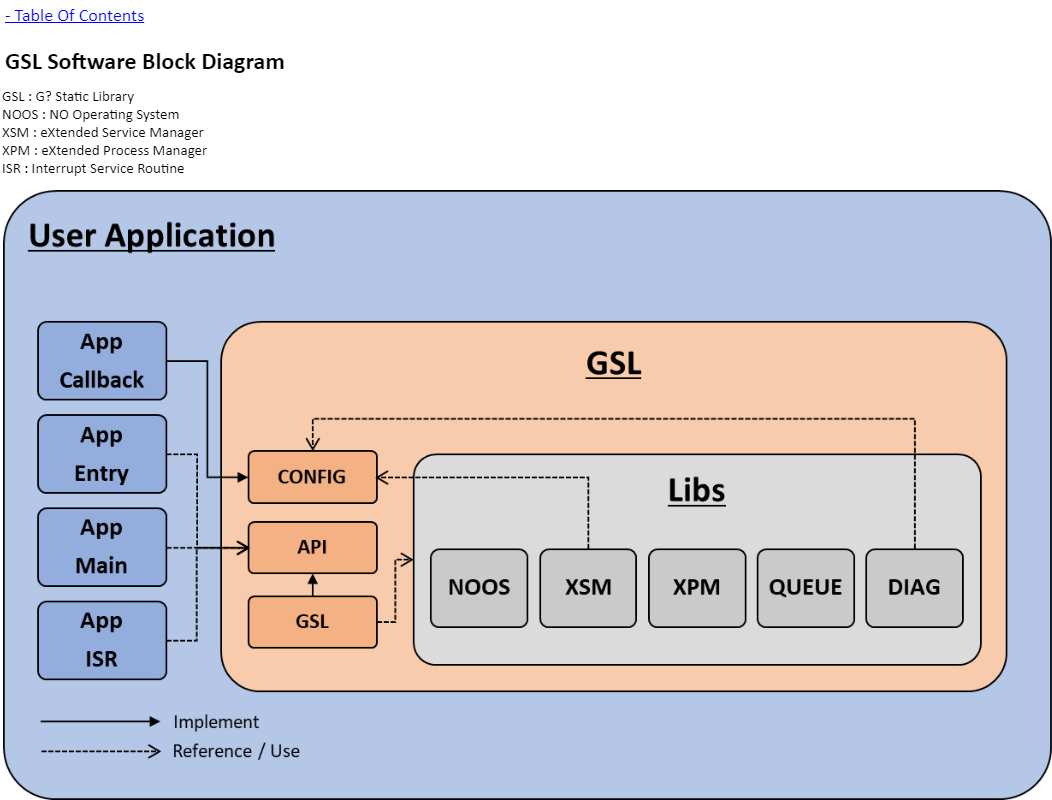 - Table Of Contents
GSL Software Block Diagram
GSL : G? Static Library
NOOS : NO Operating System
XSM : eXtended Service Manager
XPM : eXtended Process Manager
ISR : Interrupt Service Routine
User Application
App
Callback
App
Entry
App
Main
App
ISR
GSL
CONFIG
API
GSL
Libs
NOOS
XSM
XPM
QUEUE
DIAG
Implement
Reference / Use